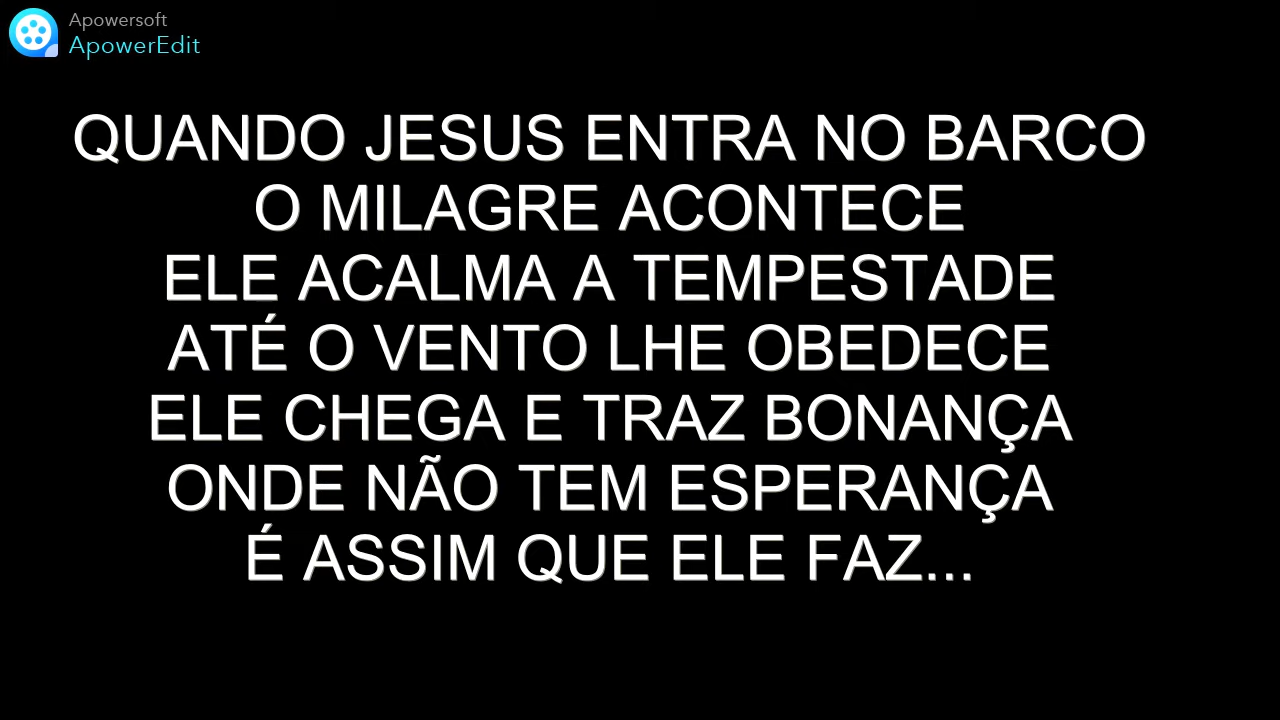 Apowersoft
ApowerEdit
QUANDO JESUS ENTRA NO BARCO
O MILAGRE ACONTECE
ELE ACALMA A TEMPESTADE
ATÉ O VENTO LHE OBEDECE
ELE CHEGA E TRAZ BONANÇA
ONDE NÃO TEM ESPERANÇA
É ASSIM QUE ELE FAZ...